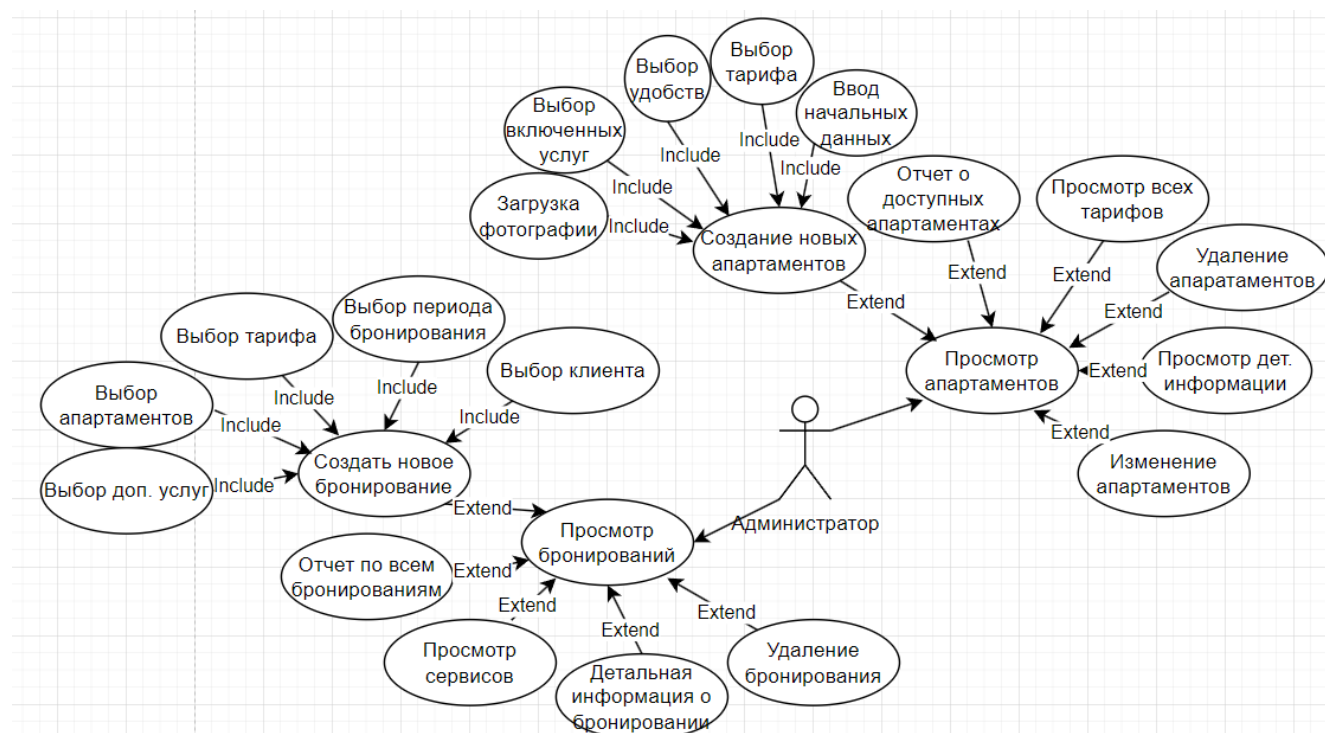 Выбор
тарифа
Выбор
удобств
Ввод
начальных
данных
Выбор
включенных
услуг
Include
Include
Include
Include
Include
Загрузка
фотографии
Создание новых
апартаментов
Отчет о
доступных
апартаментах
Просмотр всех
тарифов
Удаление
апаратаментов
Extend
Extend
Extend
Extend
Extend
Extend
Просмотр
апартаментов
Просмотр дет.
информации
Изменение
апартаментов
Выбор периода
бронирования
Выбор тарифа
Выбор клиента
Выбор
апартаментов
Выбор доп. услуг
Include
Include
Include
Include
Include
Создать новое
бронирование
Администратор
Extend
Просмотр
бронирований
Отчет по всем
бронированиям
Extend
Extend
Extend
Extend
Просмотр
сервисов
Детальная
информация о
бронировании
Удаление
бронирования